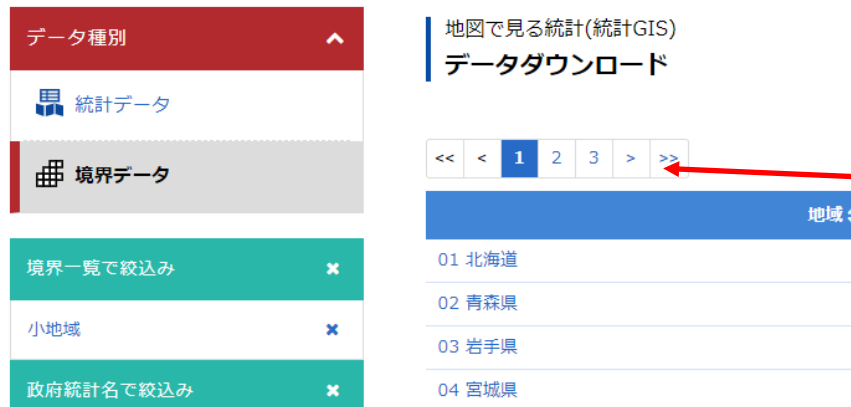 データ種別
統計データ
境界データ
境界一覧で絞込み
小地域
政府統計名で絞込み
地図で見る統計(統計GIS)
データダウンロード
<< < 1 2 3 > >>
地域
01 北海道
02 青森県
03 岩手県
04 宮城県